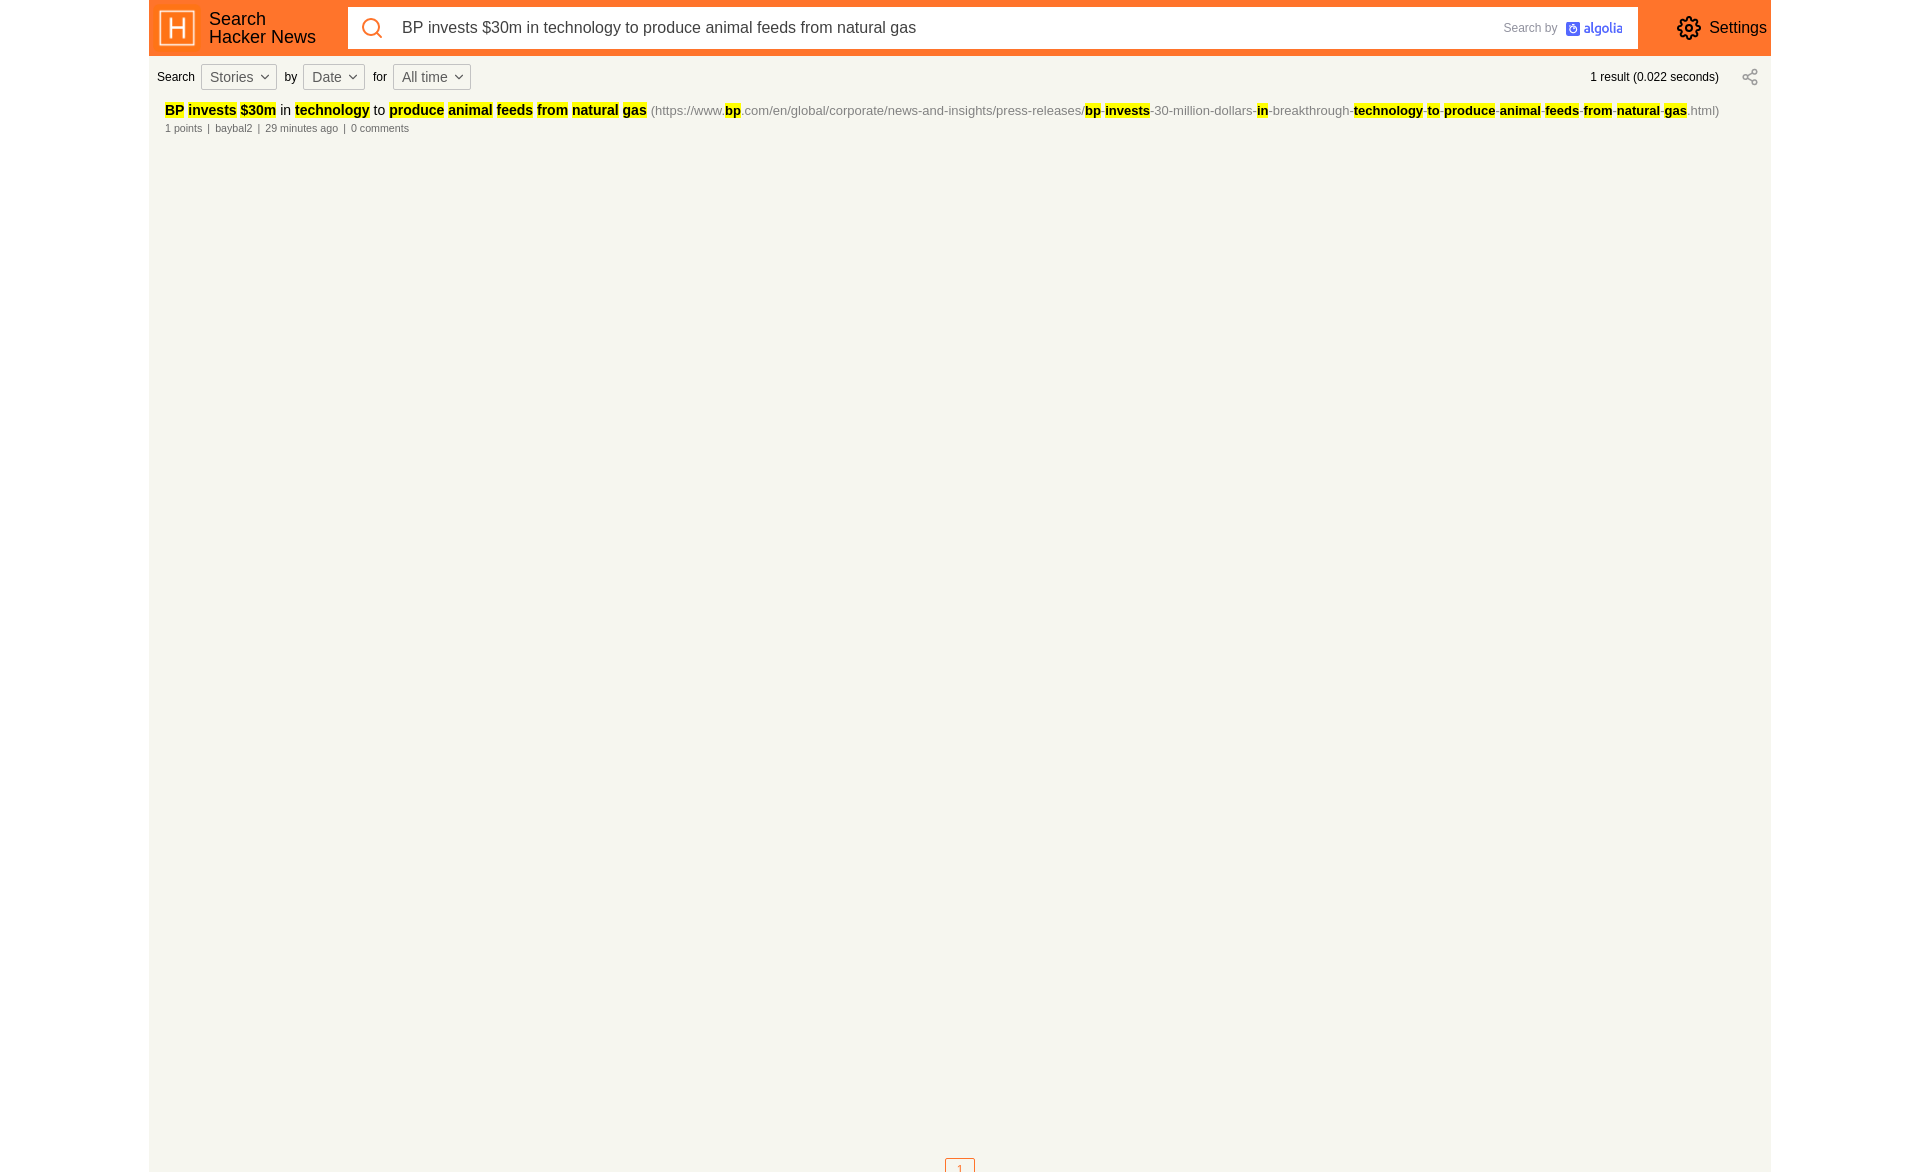 Search
Hacker News
BP invests $30m in technology to produce animal feeds from natural gas
Search by algolia
Settings
Search Stories by Date for All time
1 result (0.022 seconds)
BP invests $30m in technology to produce animal feeds from natural gas (https://www.bp.com/en/global/corporate/news-and-insights/press-releases/bp-invests-30-million-dollars-in-breakthrough-technology-to-produce-animal-feeds-from-natural-gas.html)
1 points | baybal2 | 29 minutes ago | 0 comments
1